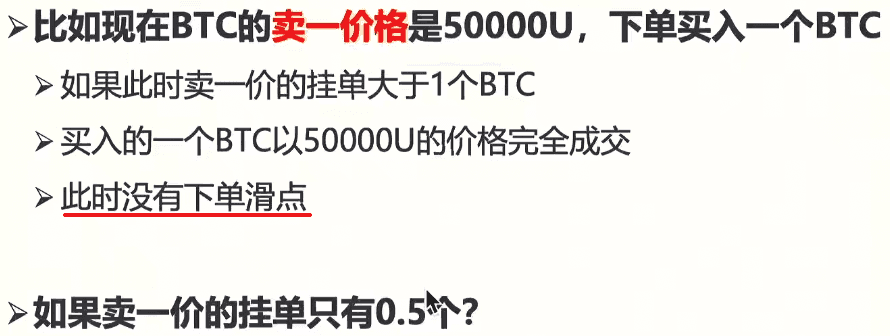 ➢比如现在BTC的卖一价格是50000U，下单买入一个BTC
➢如果此时卖一价的挂单大于1个BTC
➢买入的一个BTC以50000U的价格完全成交
➢此时没有下单滑点
➢如果卖一价的挂单只有0.5个?